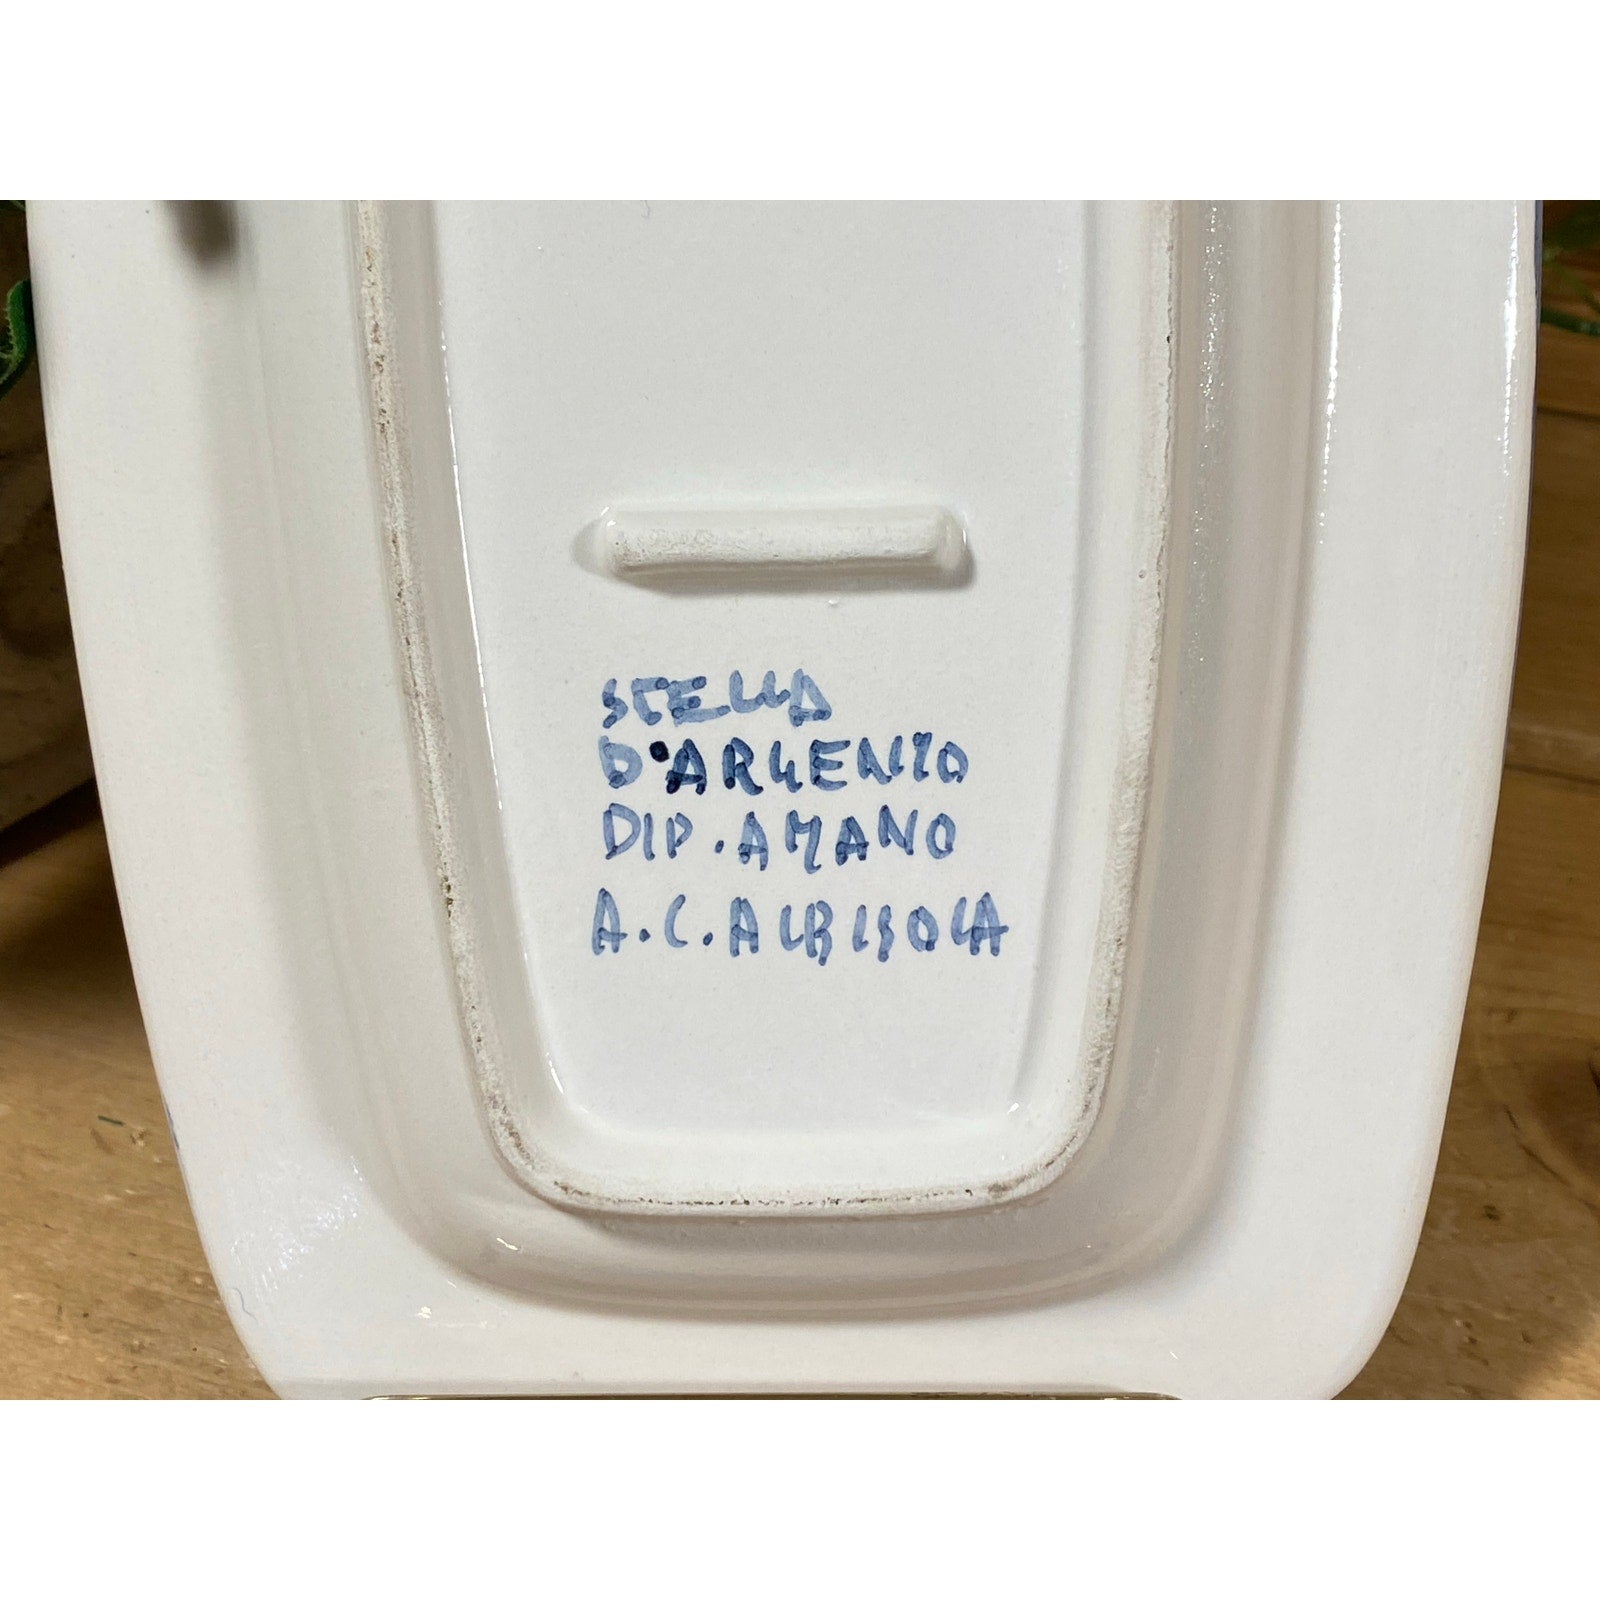 STELLA
D'ARGENTO
DIP. A MANO
A.C. ALBISOLA